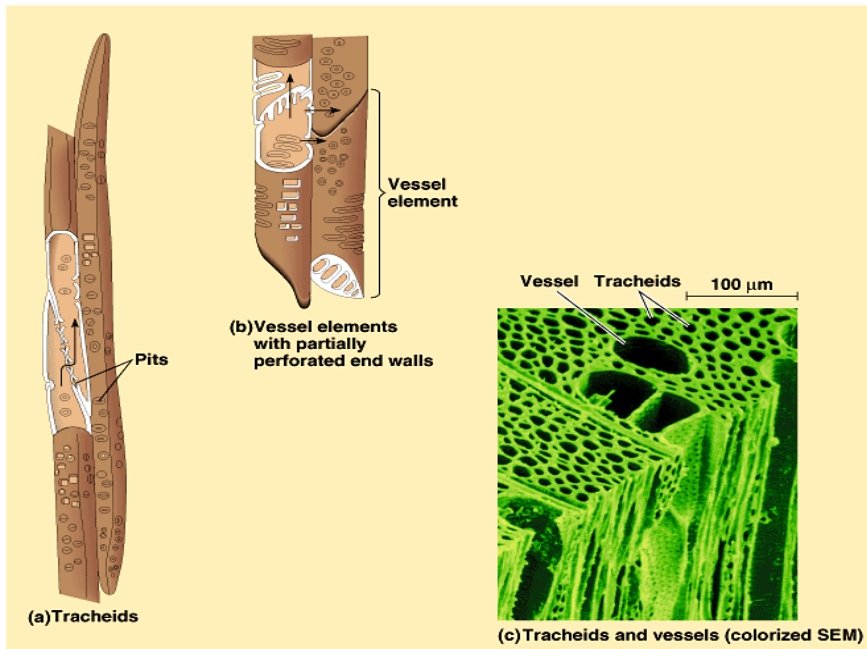 Vessel
element
Pits
(a)Tracheids
(b)Vessel elements
with partially
perforated end walls
Vessel Tracheids
100 μm
(c)Tracheids and vessels (colorized SEM)